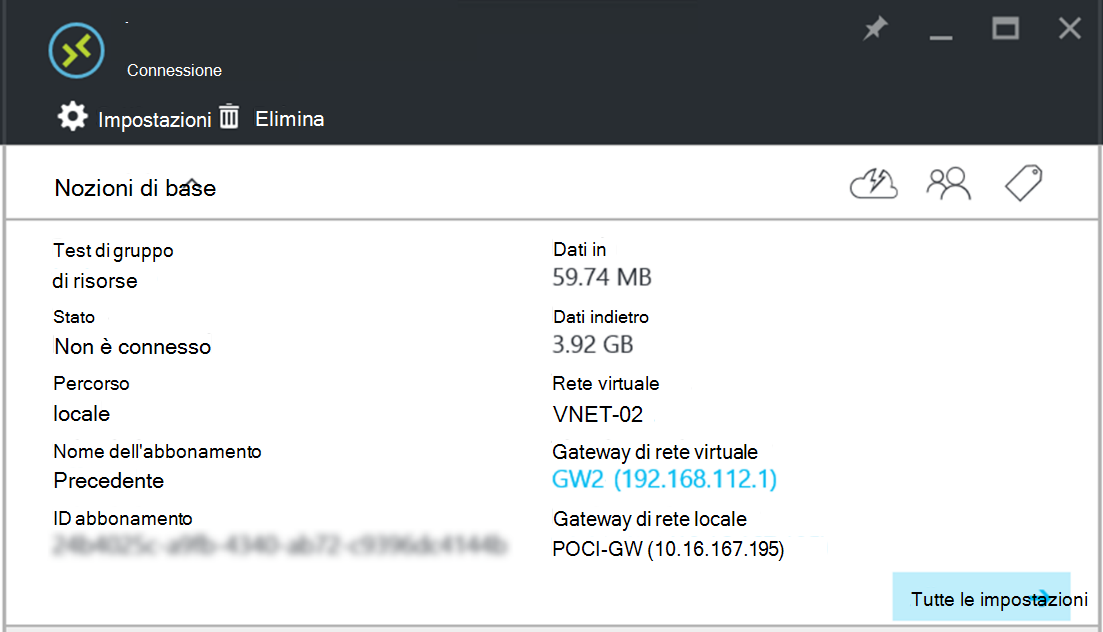 Connessione
Impostazioni Elimina
Nozioni di base
Test di gruppo
di risorse
Stato
Non è connesso
Percorso
locale
Nome dell'abbonamento
Precedente
ID abbonamento
Dati in
59.74 MB
Dati indietro
3.92 GB
Rete virtuale
VNET-02
Gateway di rete virtuale
GW2 (192.168.112.1)
Gateway di rete locale
POCI-GW (10.16.167.195)
Tutte le impostazioni